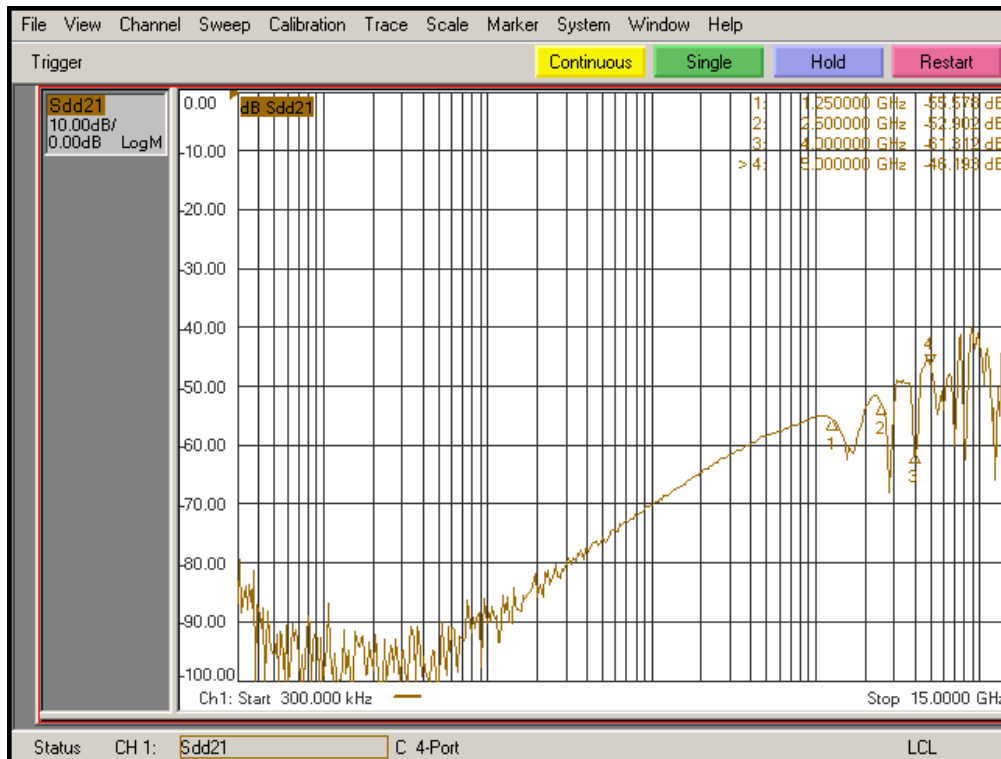 File View Channel Sweep Calibration Trace Scale Marker System Window Help
Trigger Continuous Single Hold Restart
Sdd21
10.00dB/
0.00dB LogM
dB Sdd21
1: 1.250000 GHz -55.578 dB
2: 2.500000 GHz -52.902 dB
3: 4.000000 GHz -61.312 dB
> 4: 5.000000 GHz -46.193 dB
0.00
-10.00
-20.00
-30.00
-40.00
-50.00
-60.00
-70.00
-80.00
-90.00
-100.00
4
1
2
3
Ch1: Start 300.000 kHz
Stop 15.0000 GHz
Status CH 1: Sdd21 C 4-Port LCL